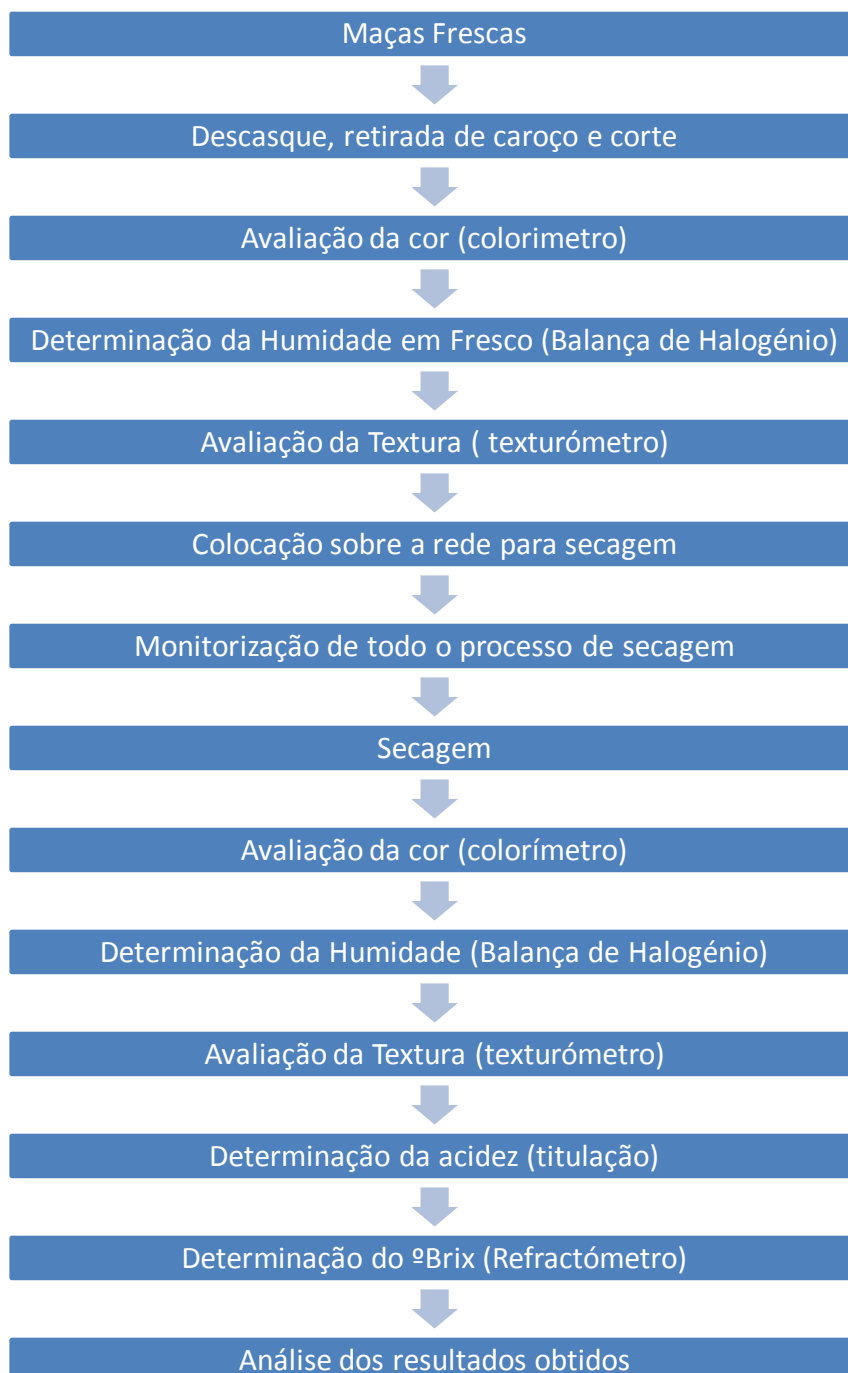 Maças Frescas
Descasque, retirada de caroço e corte
Avaliação da cor (colorimetro)
Determinação da Humidade em Fresco (Balança de Halogénio)
Avaliação da Textura ( texturómetro)
Colocação sobre a rede para secagem
Monitorização de todo o processo de secagem
Secagem
Avaliação da cor (colorímetro)
Determinação da Humidade (Balança de Halogénio)
Avaliação da Textura (texturómetro)
Determinação da acidez (titulação)
Determinação do ºBrix (Refractómetro)
Análise dos resultados obtidos